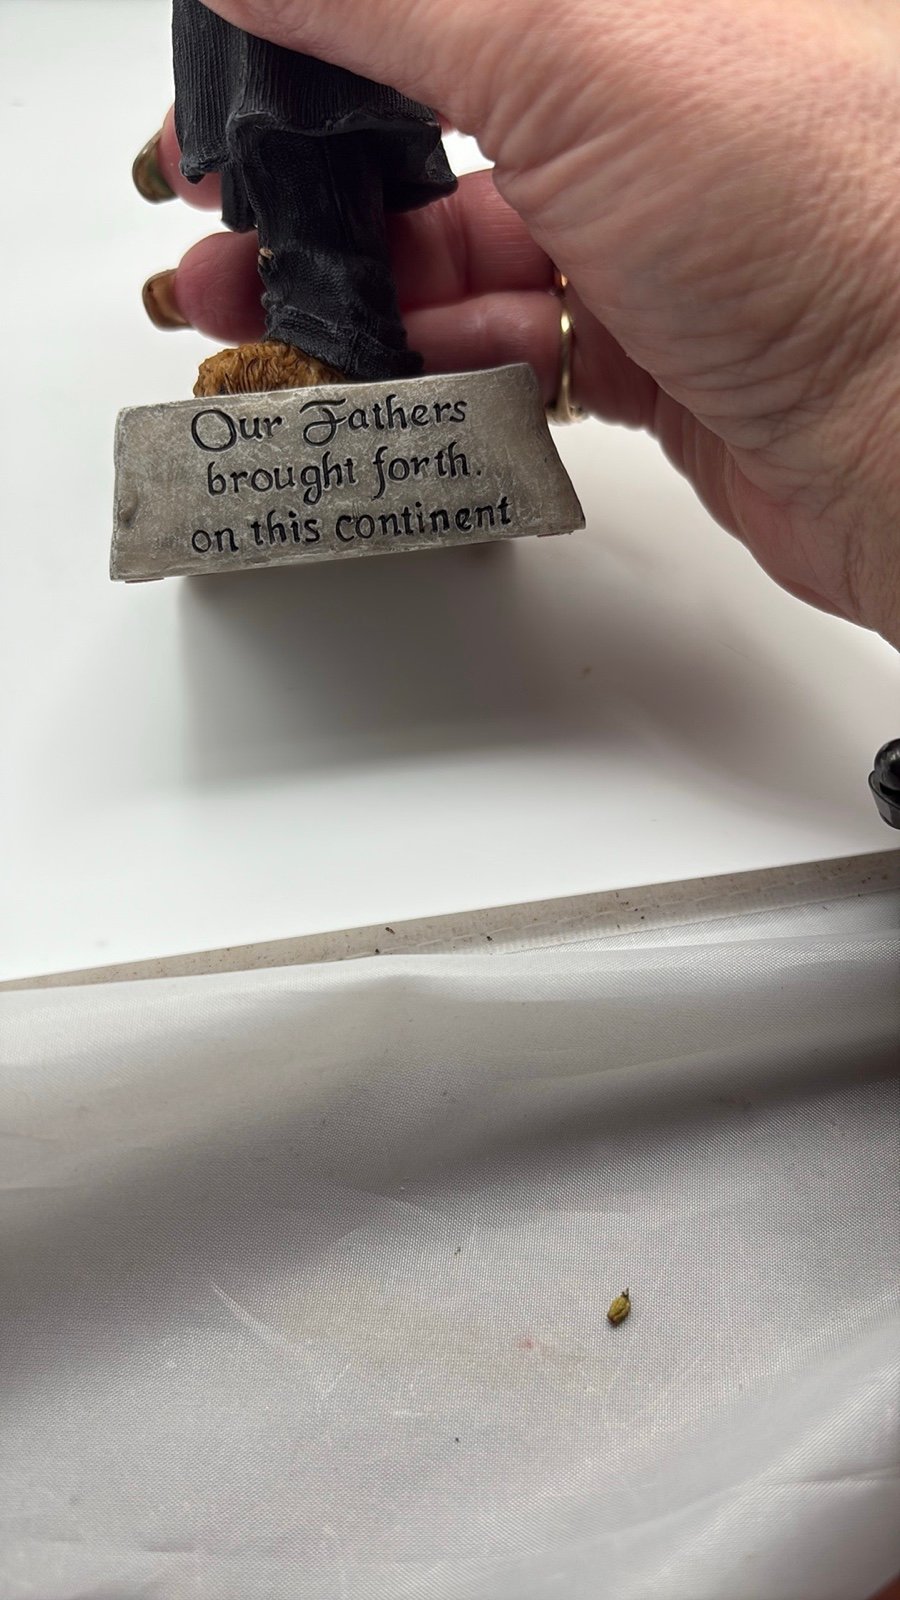 Our Fathers
brought forth.
on this continent